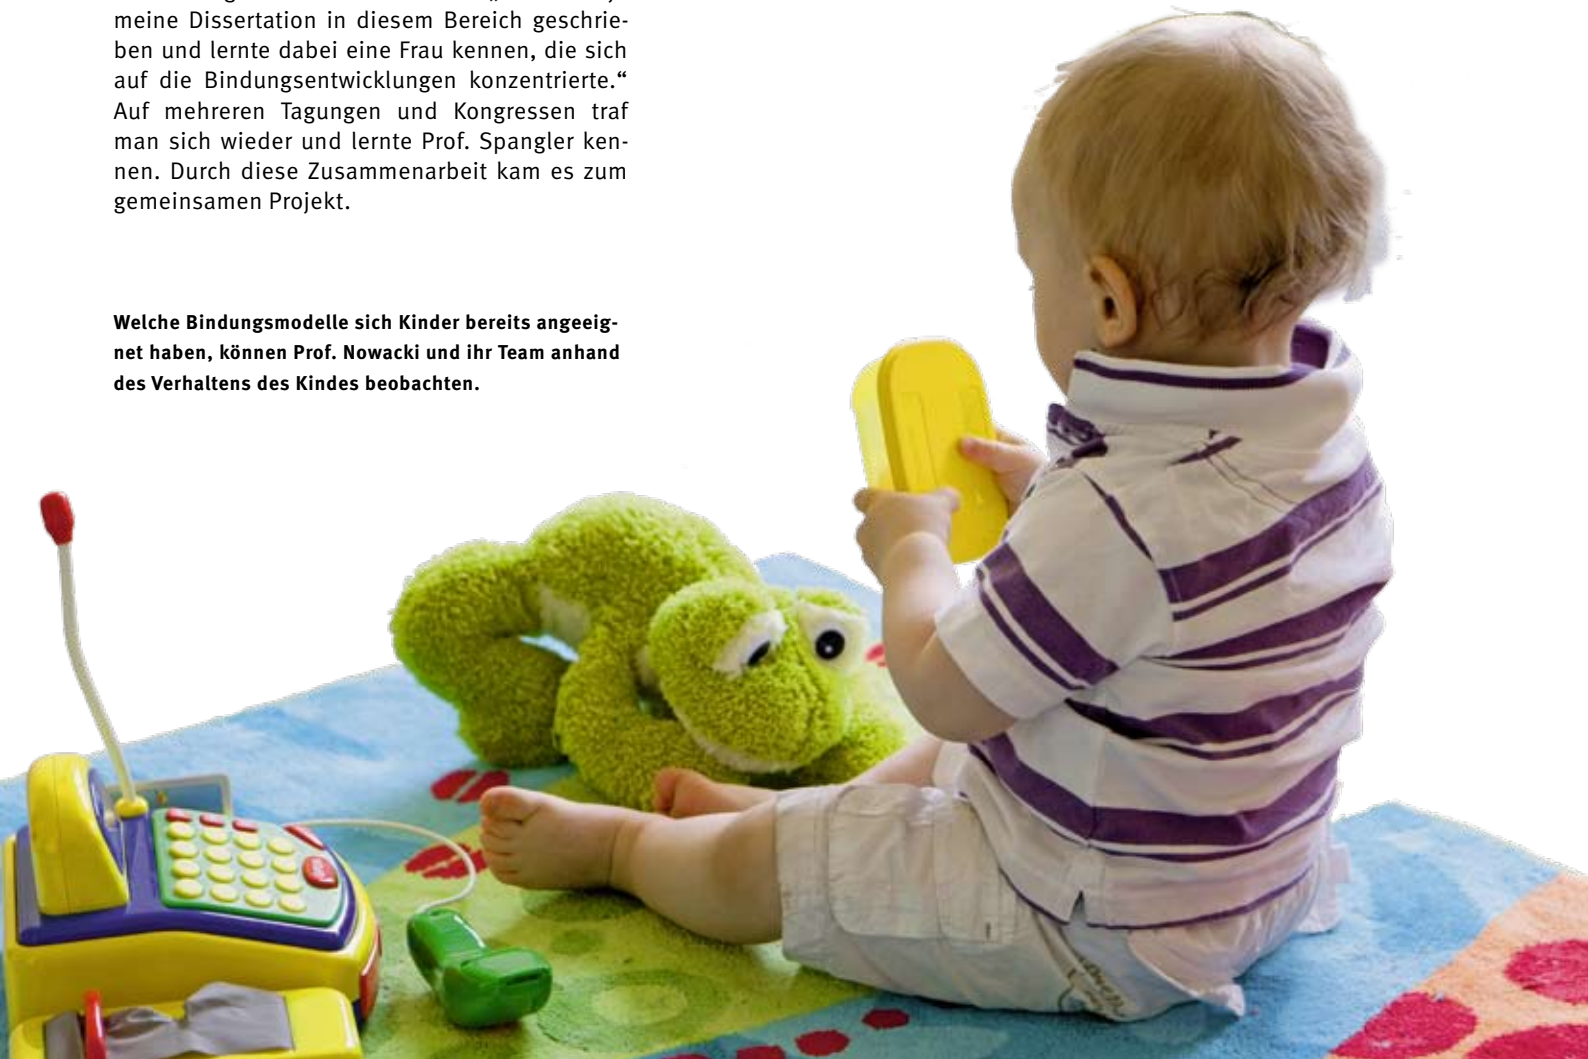 meine Dissertation in diesem Bereich geschrie-
ben und lernte dabei eine Frau kennen, die sich
auf die Bindungsentwicklungen konzentrierte.“
Auf mehreren Tagungen und Kongressen traf
man sich wieder und lernte Prof. Spangler ken-
nen. Durch diese Zusammenarbeit kam es zum
gemeinsamen Projekt.
Welche Bindungsmodelle sich Kinder bereits angeeig-
net haben, können Prof. Nowacki und ihr Team anhand
des Verhaltens des Kindes beobachten.